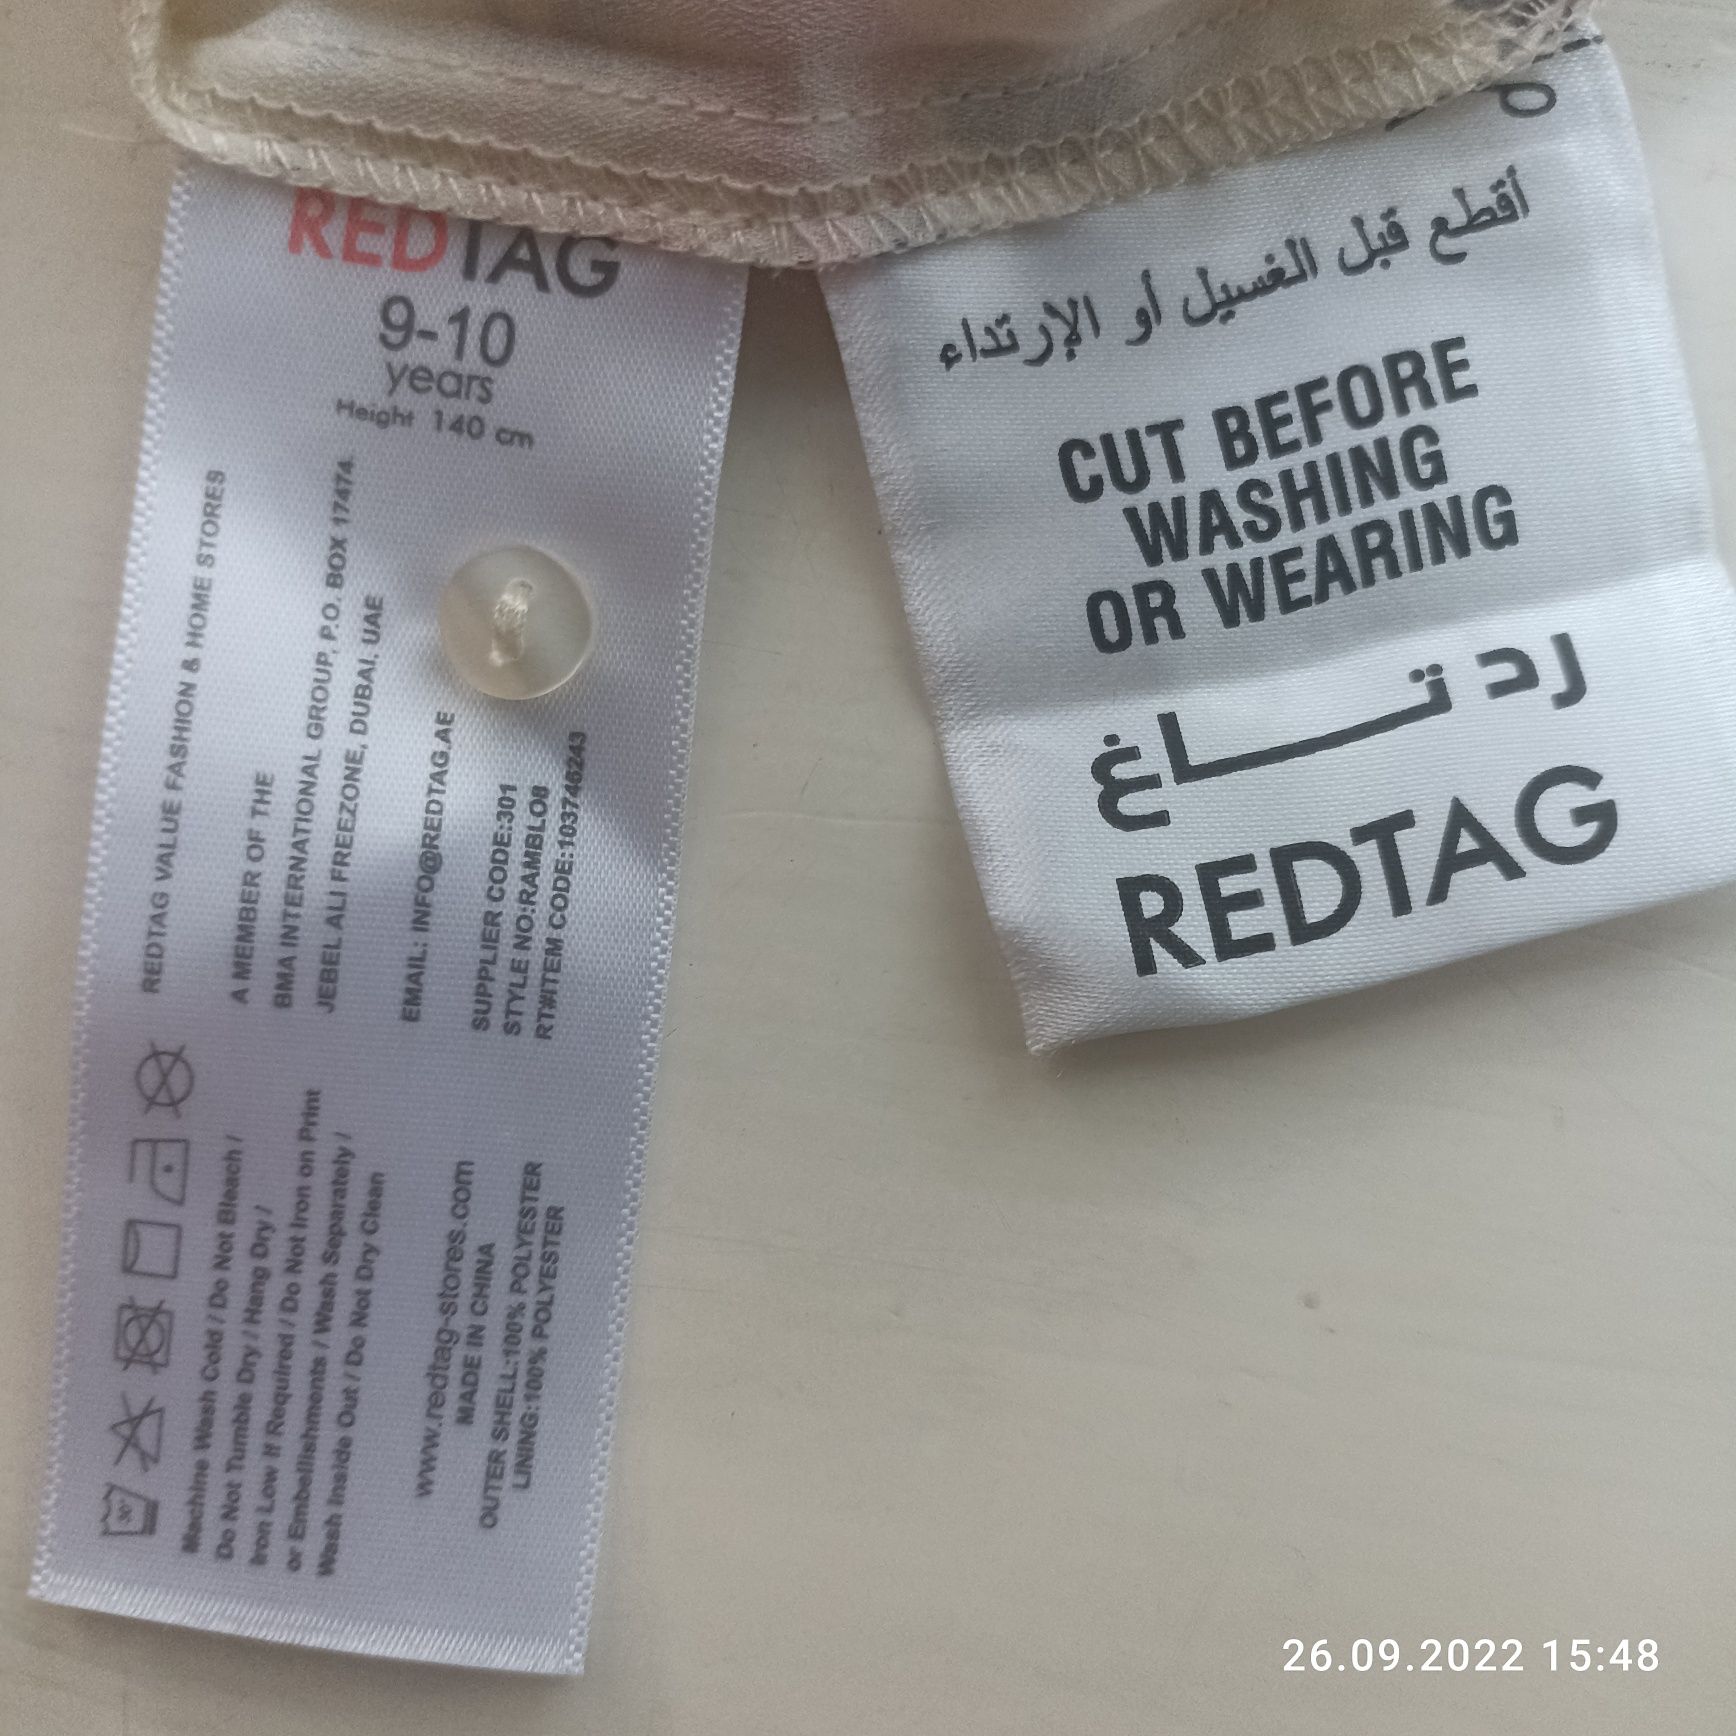 REDTAG
9-10
years
Height 140 cm
REDTAG VALUE FASHION & HOME STORES
A MEMBER OF THE
BMA INTERNATIONAL GROUP, P.O. BOX 17474.
JEBEL ALI FREEZONE, DUBAI, UAE
EMAIL: INFO@REDTAG.AE
SUPPLIER CODE:301
STYLE NO:RAMBLO8
RT#ITEM CODE:103746243
30°
Machine Wash Cold / Do Not Bleach /
Do Not Tumble Dry / Hang Dry /
Iron Low If Required / Do Not Iron on Print
or Embellishments / Wash Separately /
Wash Inside Out / Do Not Dry Clean
www.redtag-stores.com
MADE IN CHINA
OUTER SHELL:100% POLYESTER
LINING:100% POLYESTER
أقطع قبل الغسيل أو الإرتداء
CUT BEFORE
WASHING
OR WEARING
رد تاغ
REDTAG
26.09.2022 15:48